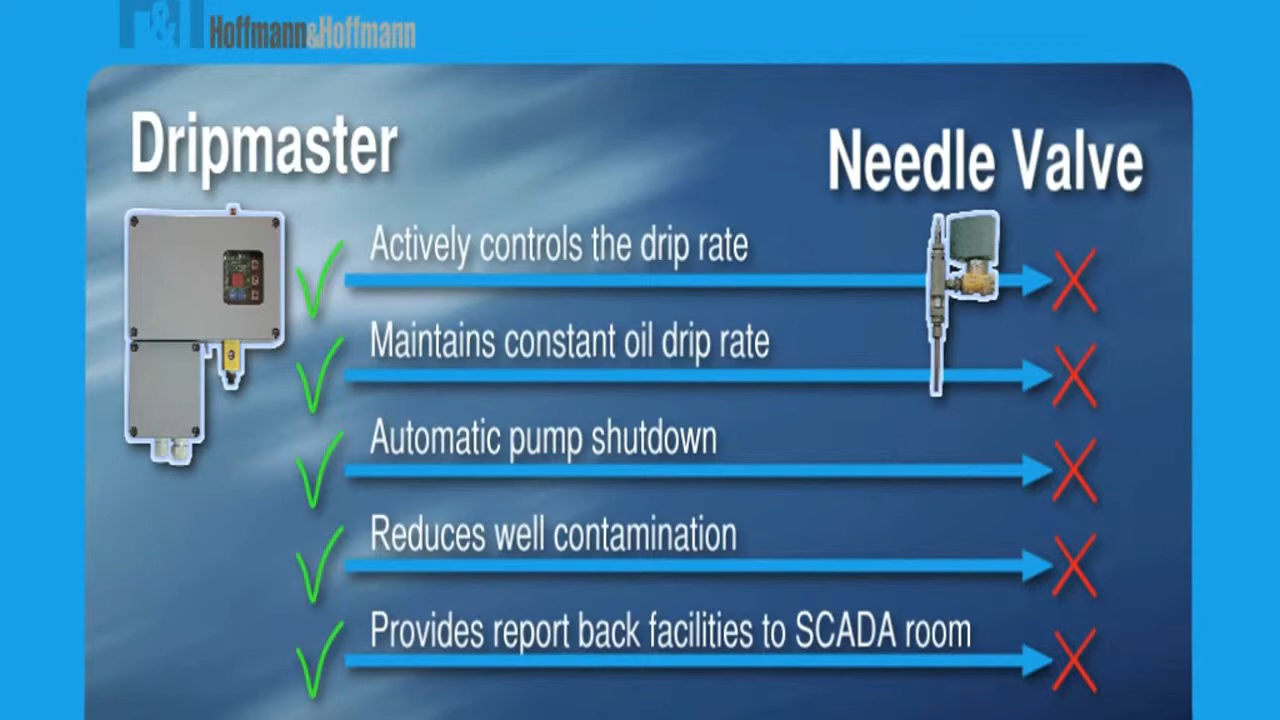 Hoffmann&Hoffmann
Dripmaster
Needle Valve
Actively controls the drip rate
Maintains constant oil drip rate
Automatic pump shutdown
Reduces well contamination
Provides report back facilities to SCADA room